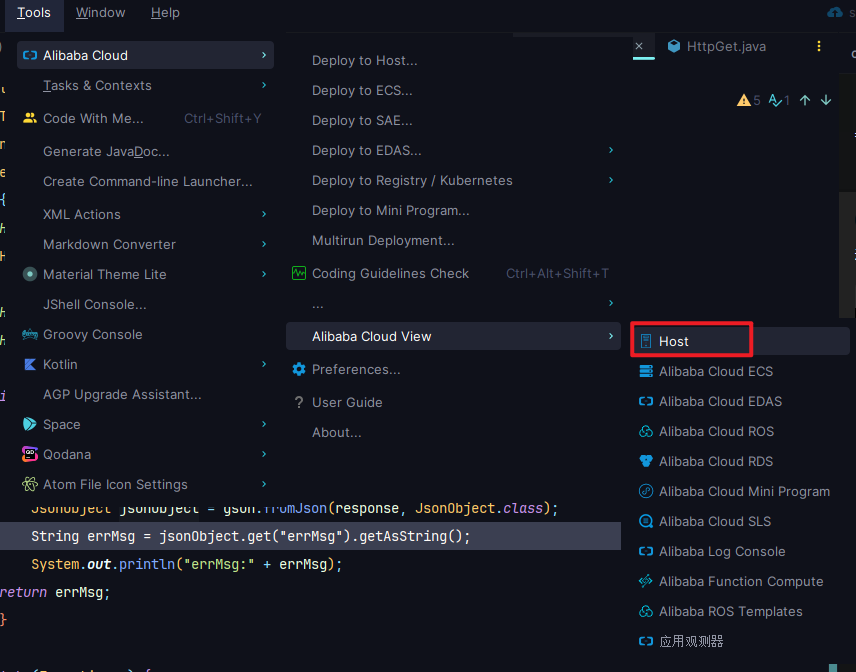 Tools Window Help
HttpGet.java
5 1
Alibaba Cloud
Tasks & Contexts
Code With Me... Ctrl+Shift+Y
Generate JavaDoc...
Create Command-line Launcher...
XML Actions
Markdown Converter
Material Theme Lite
JShell Console...
Groovy Console
Kotlin
AGP Upgrade Assistant...
Space
Qodana
Atom File Icon Settings
Deploy to Host...
Deploy to ECS...
Deploy to SAE...
Deploy to EDAS...
Deploy to Registry / Kubernetes
Deploy to Mini Program...
Multirun Deployment...
Coding Guidelines Check Ctrl+Alt+Shift+T
...
Alibaba Cloud View
Preferences...
? User Guide
About...
Host
Alibaba Cloud ECS
Alibaba Cloud EDAS
Alibaba Cloud ROS
Alibaba Cloud RDS
Alibaba Cloud Mini Program
Alibaba Cloud SLS
Alibaba Log Console
Alibaba Function Compute
Alibaba ROS Templates
应用观测器
JsonObject jsonObject = gson.fromJson(response, JsonObject.class);
String errMsg = jsonObject.get("errMsg").getAsString();
System.out.println("errMsg:" + errMsg);
return errMsg;
}